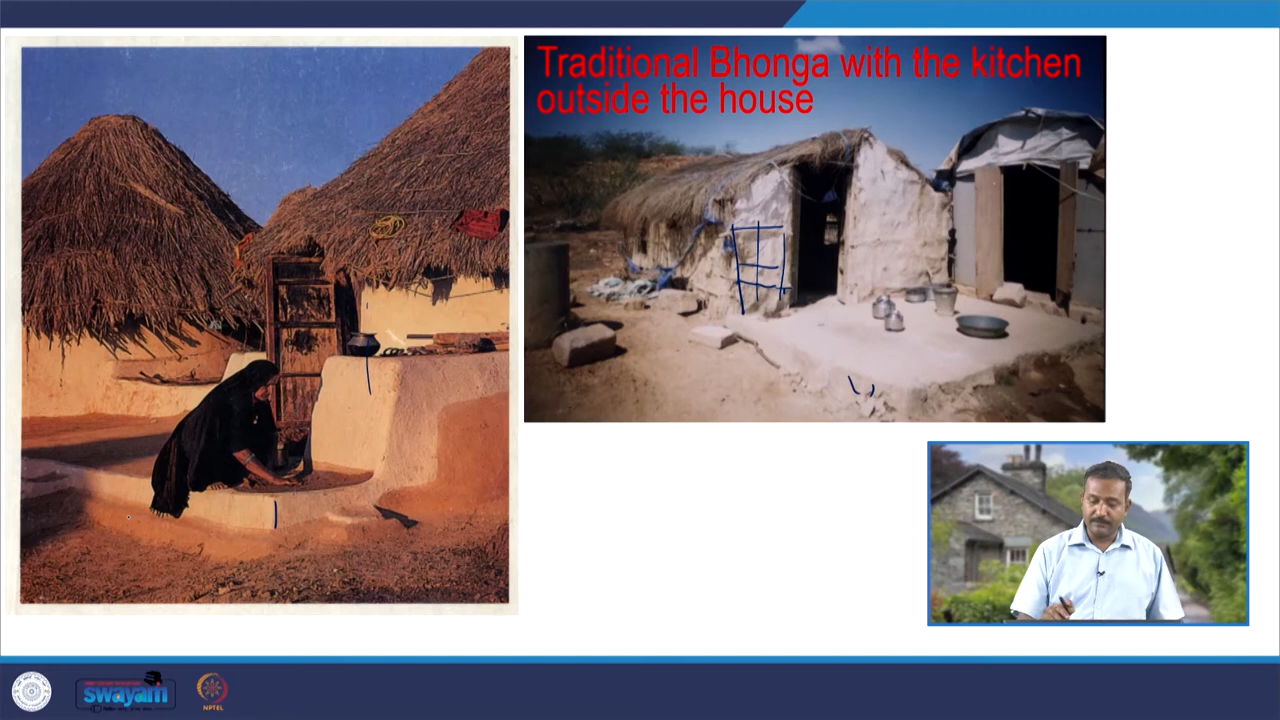 Traditional Bhonga with the kitchen
outside the house
swayam
NPTEL